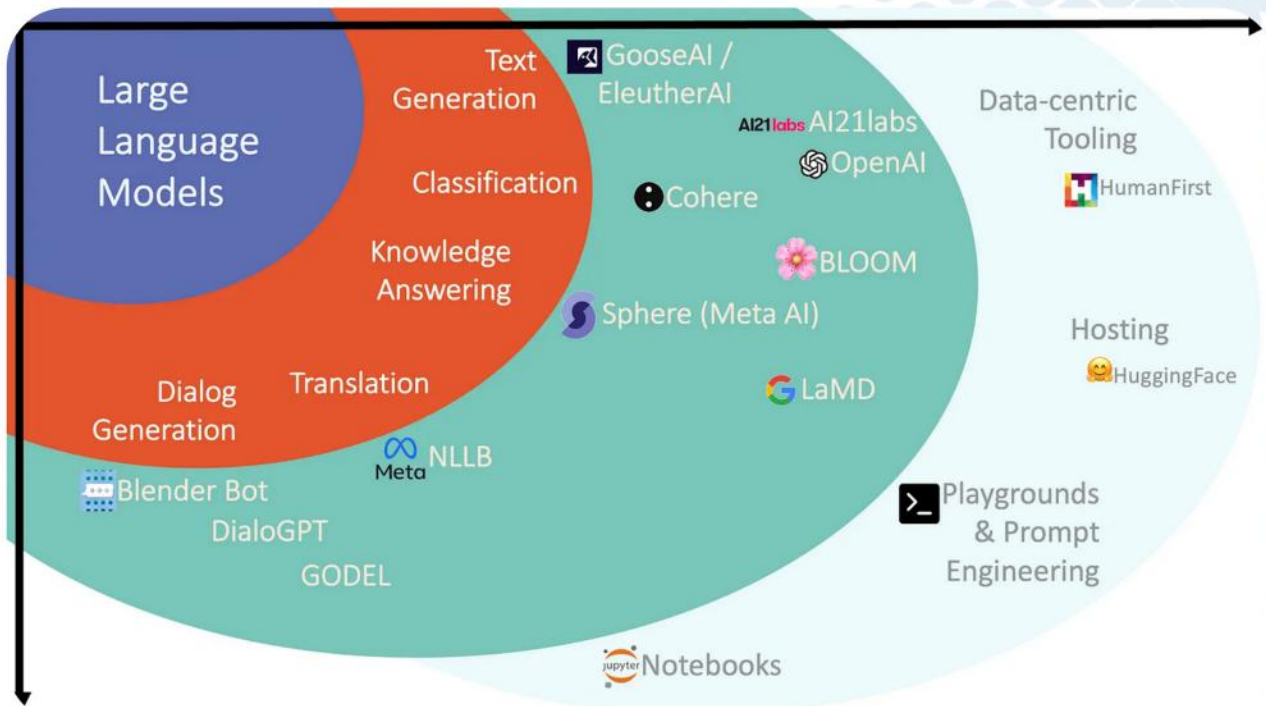 Large
Language
Models
Text
Generation
Classification
Knowledge
Answering
Translation
Dialog
Generation
GooseAI /
EleutherAI
AI21labs AI21labs
OpenAI
Cohere
BLOOM
Sphere (Meta AI)
LaMD
Meta NLLB
Blender Bot
DialoGPT
GODEL
Data-centric
Tooling
HumanFirst
Hosting
HuggingFace
Playgrounds
& Prompt
Engineering
jupyter Notebooks